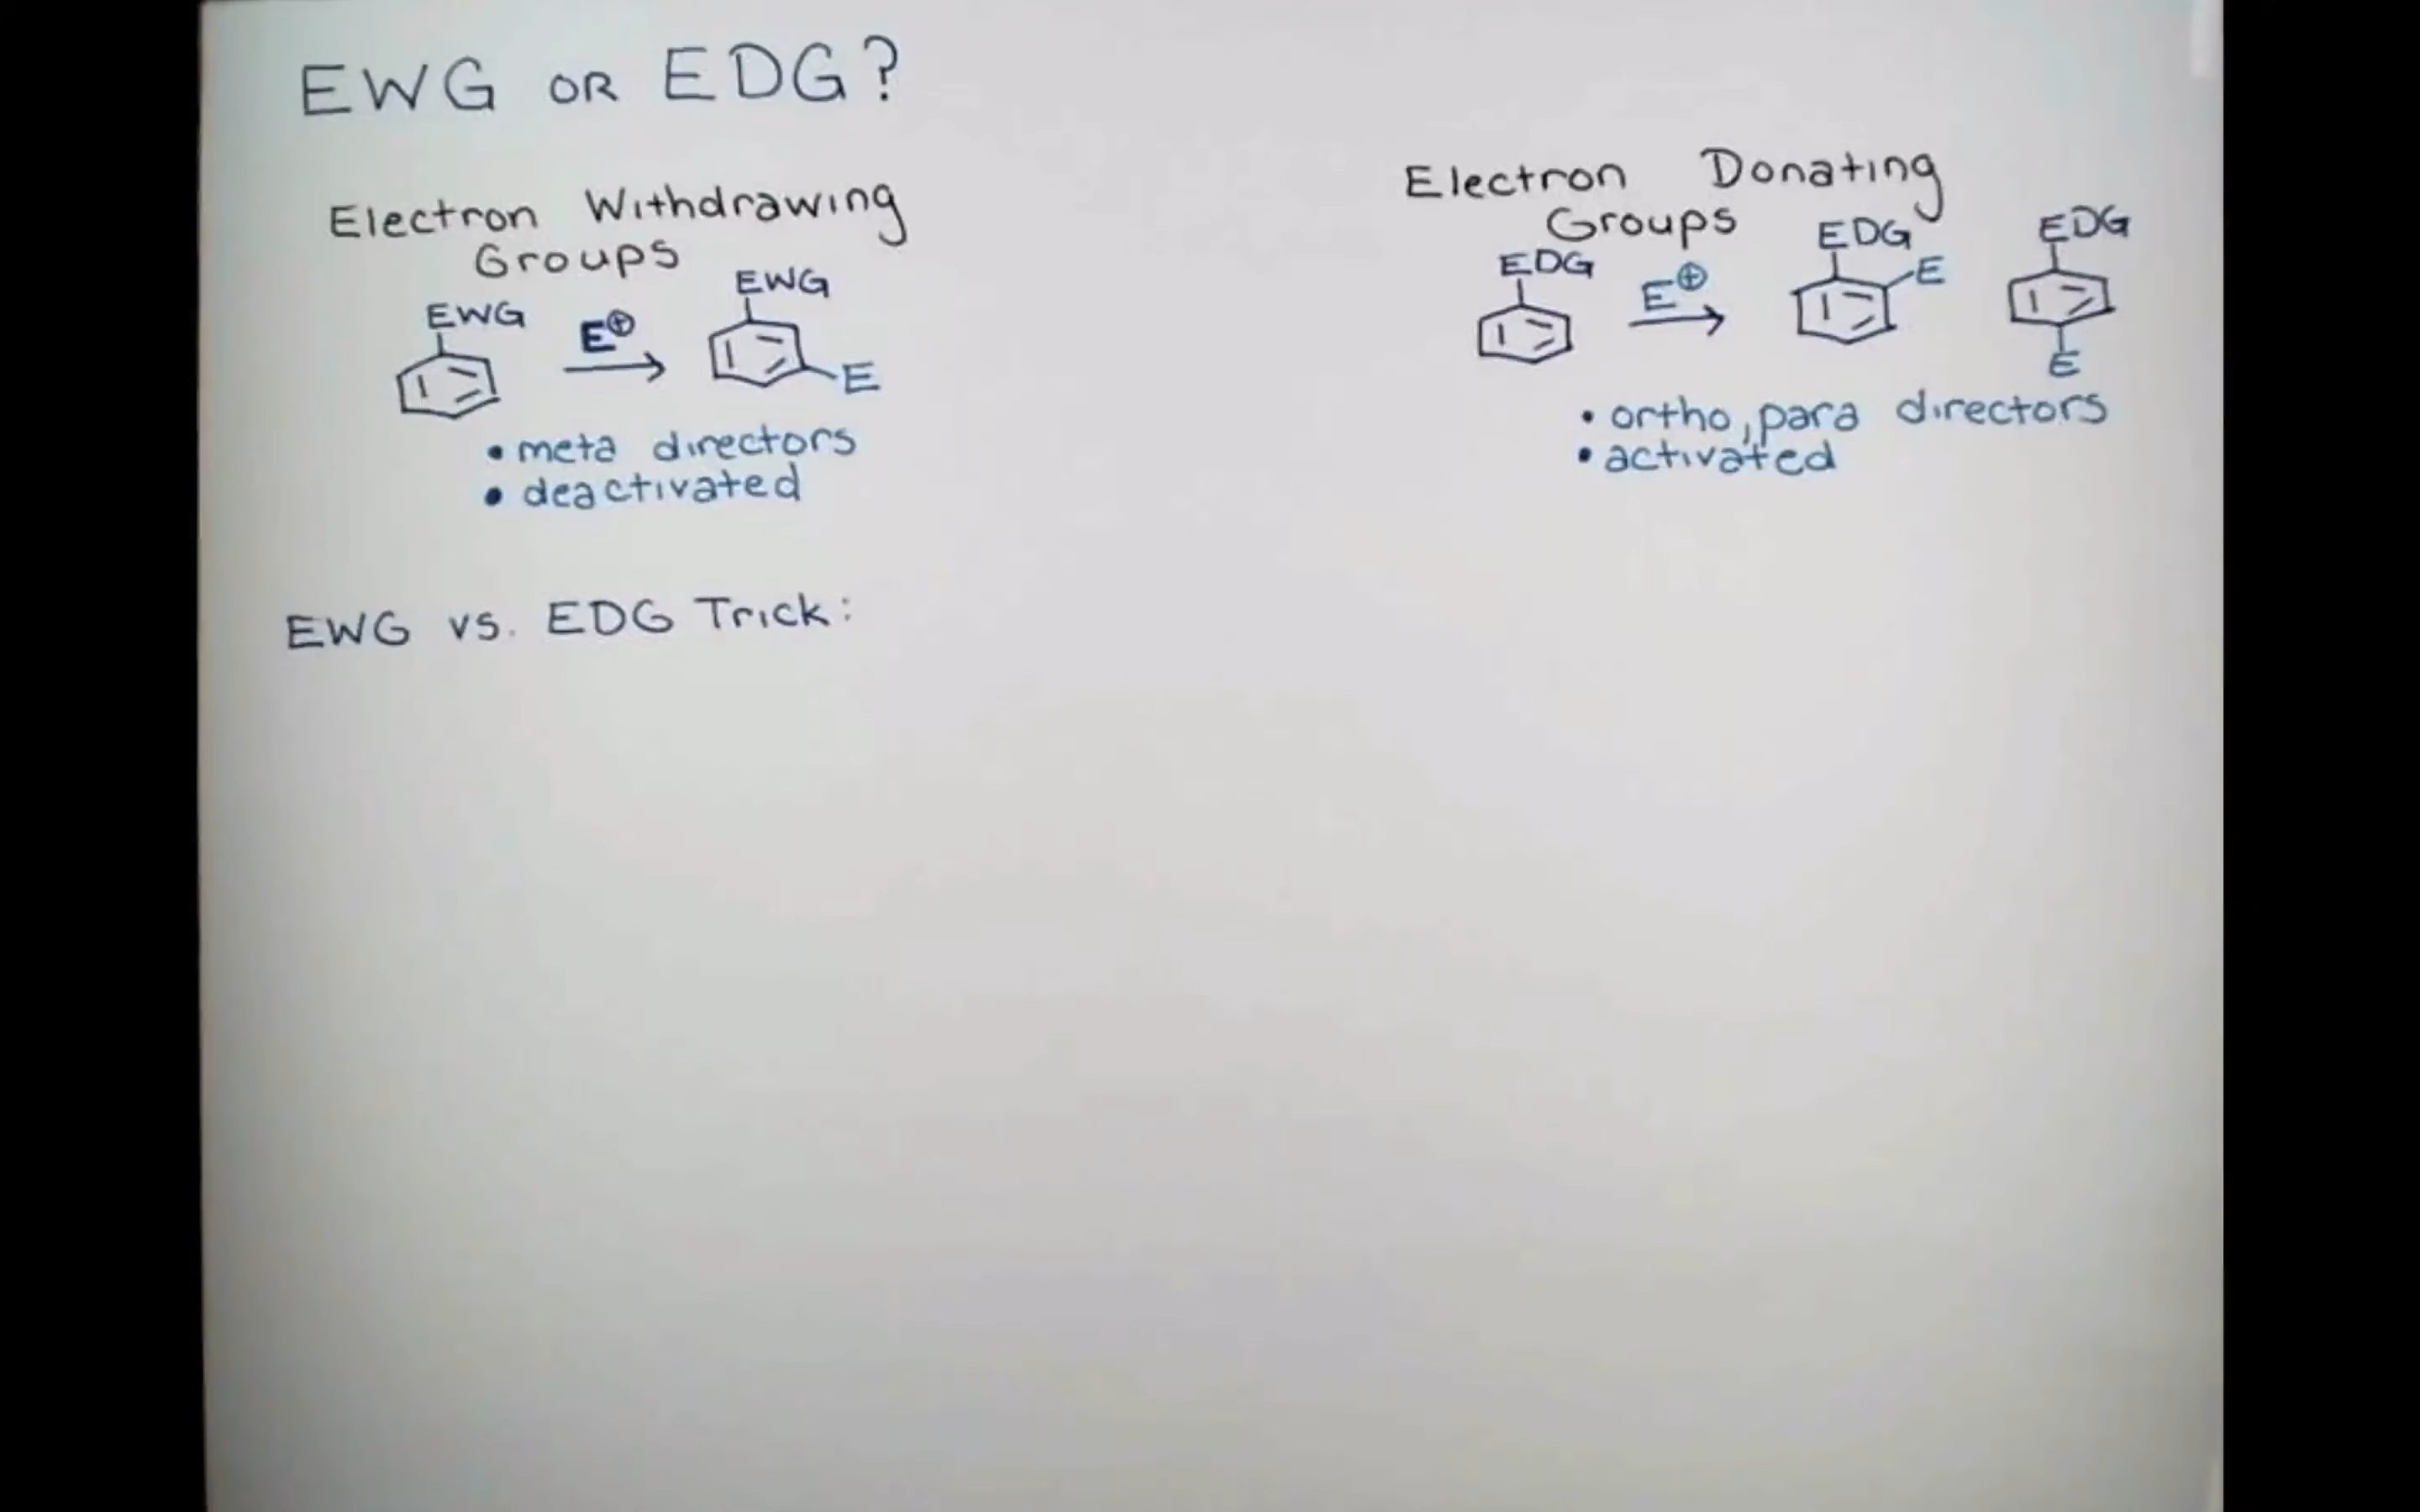 EWG OR EDG?
Electron Withdrawing
Groups
EWG
E⊕
EWG
E
• meta directors
• deactivated
Electron Donating
Groups
EDG
E⊕
EDG
E
EDG
E
• ortho, para directors
• activated
EWG vs. EDG Trick: